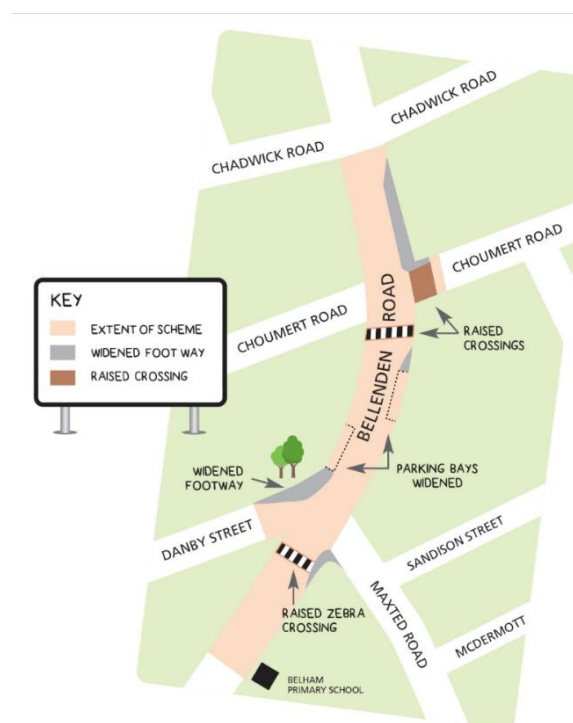 CHADWICK ROAD
CHADWICK ROAD
CHOUMERT ROAD
KEY
EXTENT OF SCHEME
WIDENED FOOT WAY
RAISED CROSSING
CHOUMERT ROAD
BELLENDEN ROAD
RAISED
CROSSINGS
WIDENED
FOOTWAY
PARKING BAYS
WIDENED
DANBY STREET
SANDISON STREET
RAISED ZEBRA
CROSSING
MAXTED ROAD
MCDERMOTT
BELHAM
PRIMARY SCHOOL